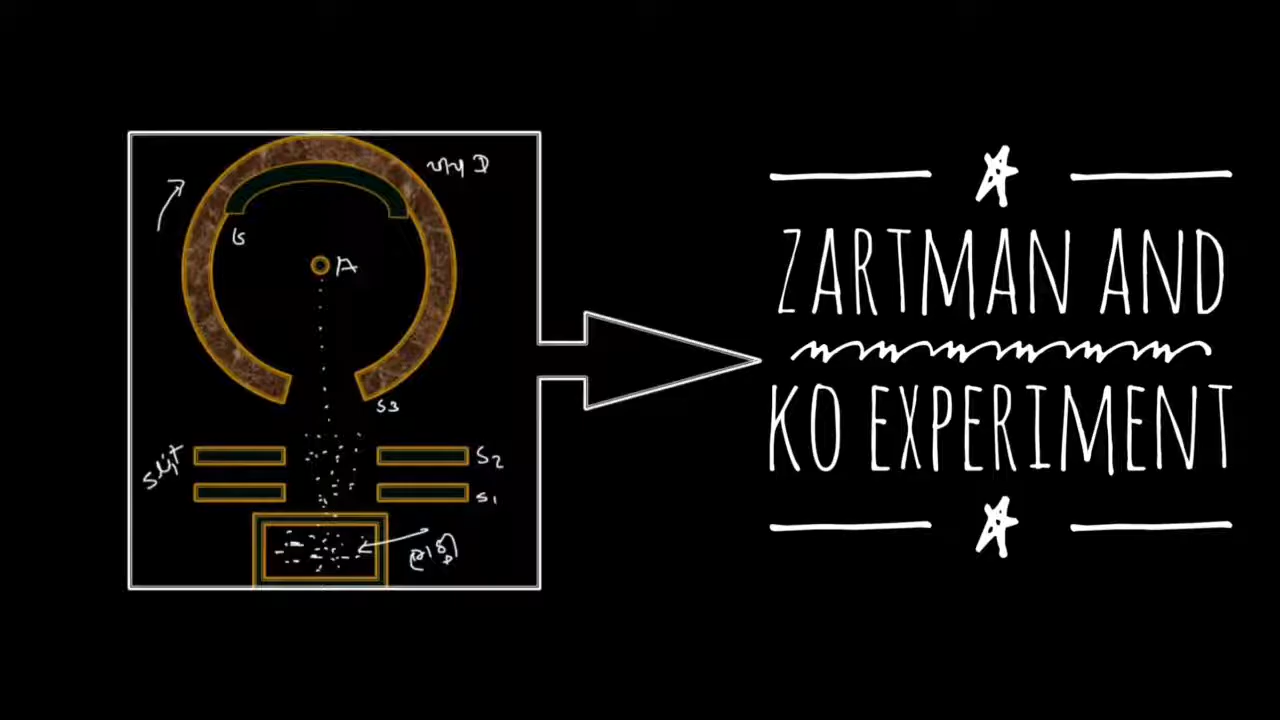 D
G
A
S3
slit
S2
S1
ZARTMAN AND
KO EXPERIMENT